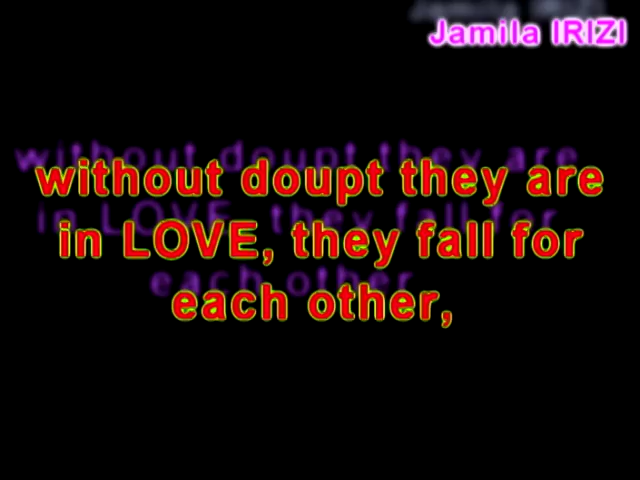 Jamila IRIZI
without doupt they are
in LOVE, they fall for
each other,